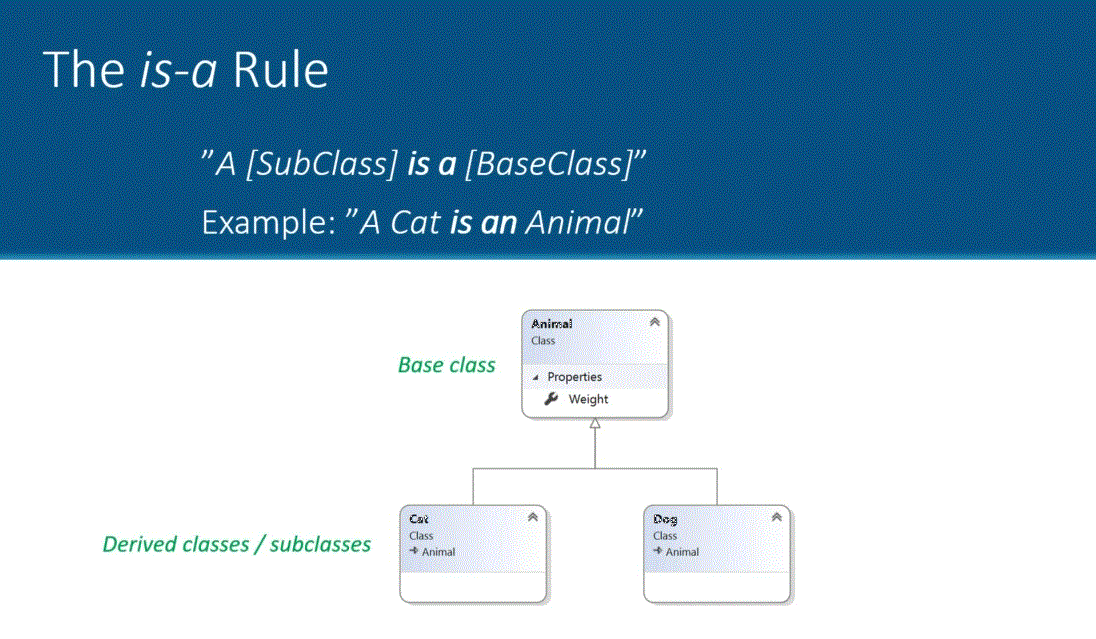 The is-a Rule
”A [SubClass] is a [BaseClass]”
Example: ”A Cat is an Animal”
Animal
Class
Base class
Properties
Weight
Cat
Class
Animal
Dog
Class
Animal
Derived classes / subclasses